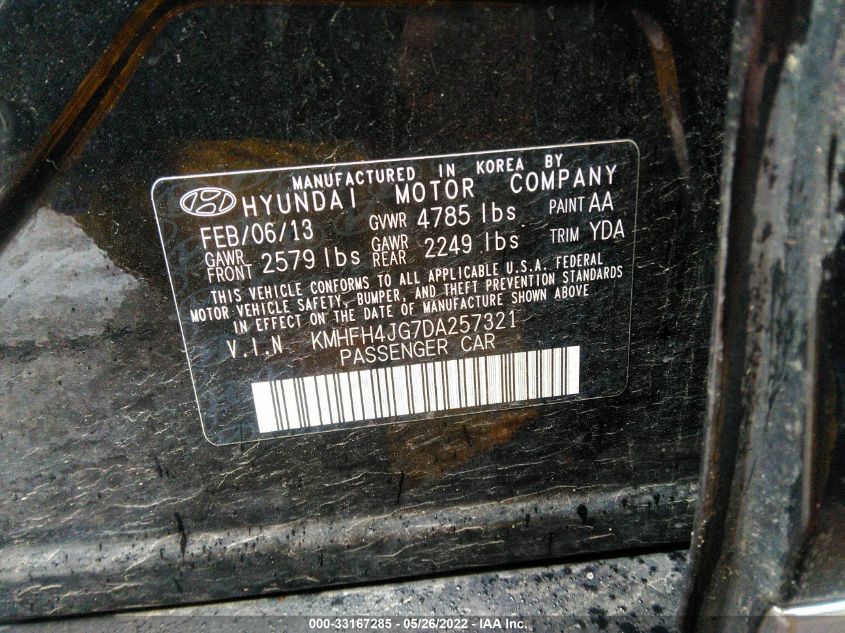 MANUFACTURED IN KOREA BY
HYUNDAI MOTOR COMPANY
FEB/06/13 GVWR 4785 lbs PAINT AA
GAWR FRONT 2579 lbs GAWR REAR 2249 lbs TRIM YDA
THIS VEHICLE CONFORMS TO ALL APPLICABLE U.S.A. FEDERAL
MOTOR VEHICLE SAFETY, BUMPER, AND THEFT PREVENTION STANDARDS
IN EFFECT ON THE DATE OF MANUFACTURE SHOWN ABOVE
V.I.N KMHFH4JG7DA257321
PASSENGER CAR
000-33167285 - 05/26/2022 - IAA Inc.